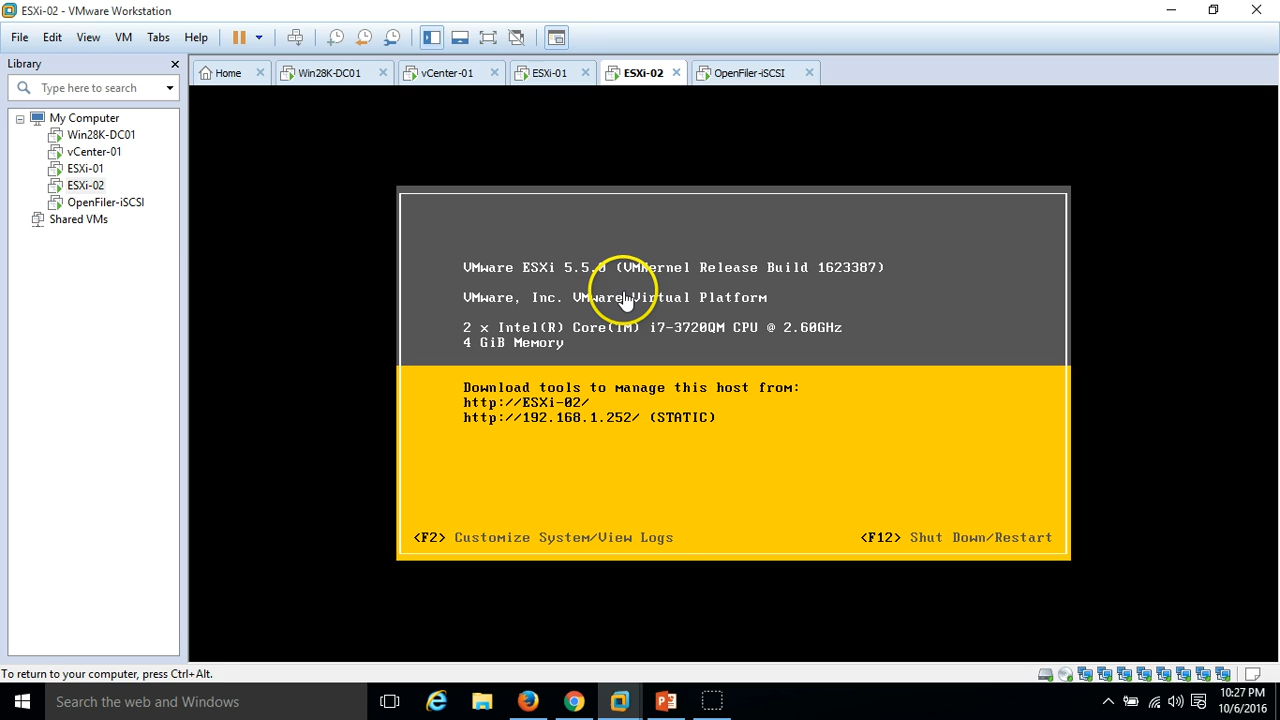 ESXi-02 - VMware Workstation
File Edit View VM Tabs Help
Library
Type here to search
My Computer
Win28K-DC01
vCenter-01
ESXi-01
ESXi-02
OpenFiler-iSCSI
Shared VMs
Home Win28K-DC01 vCenter-01 ESXi-01 ESXi-02 OpenFiler-iSCSI
VMware ESXi 5.5.0 (VMKernel Release Build 1623387)
VMware, Inc. VMware Virtual Platform
2 x Intel(R) Core(TM) i7-3720QM CPU @ 2.60GHz
4 GiB Memory
Download tools to manage this host from:
http://ESXi-02/
http://192.168.1.252/ (STATIC)
<F2> Customize System/View Logs
<F12> Shut Down/Restart
To return to your computer, press Ctrl+Alt.
Search the web and Windows
10:27 PM
10/6/2016